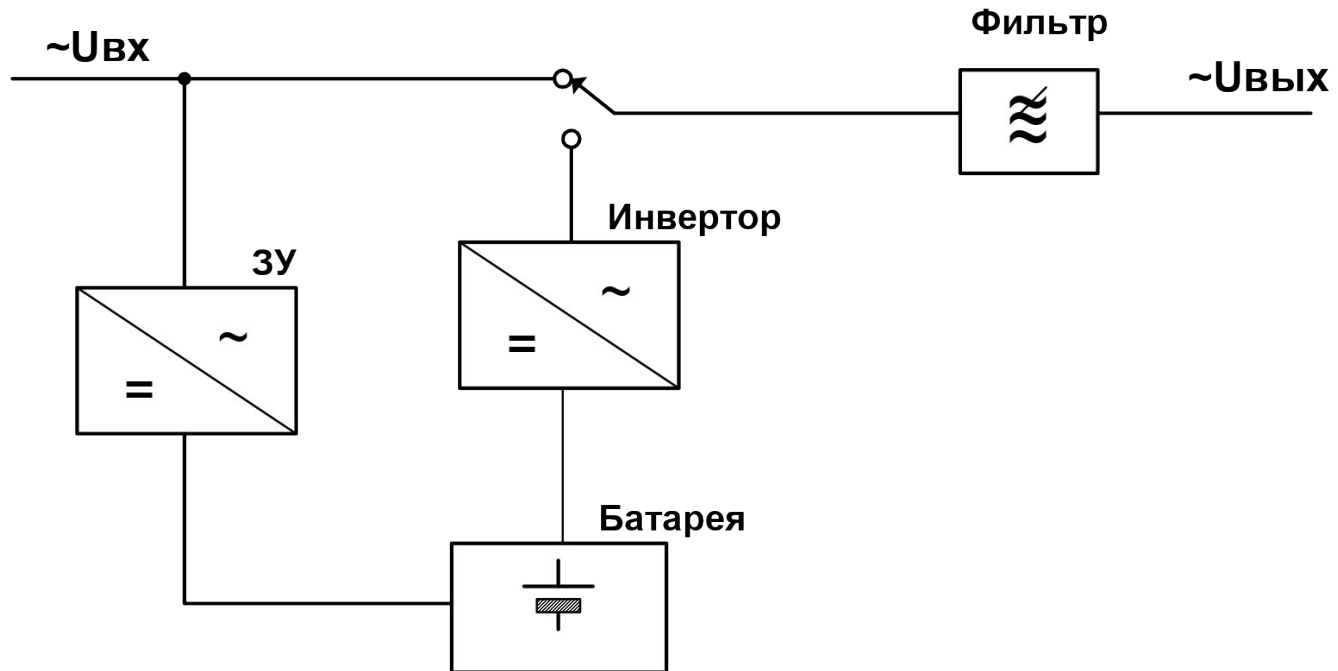 Фильтр
~Uвх
~Uвых
Инвертор
ЗУ
~
=
~
=
Батарея